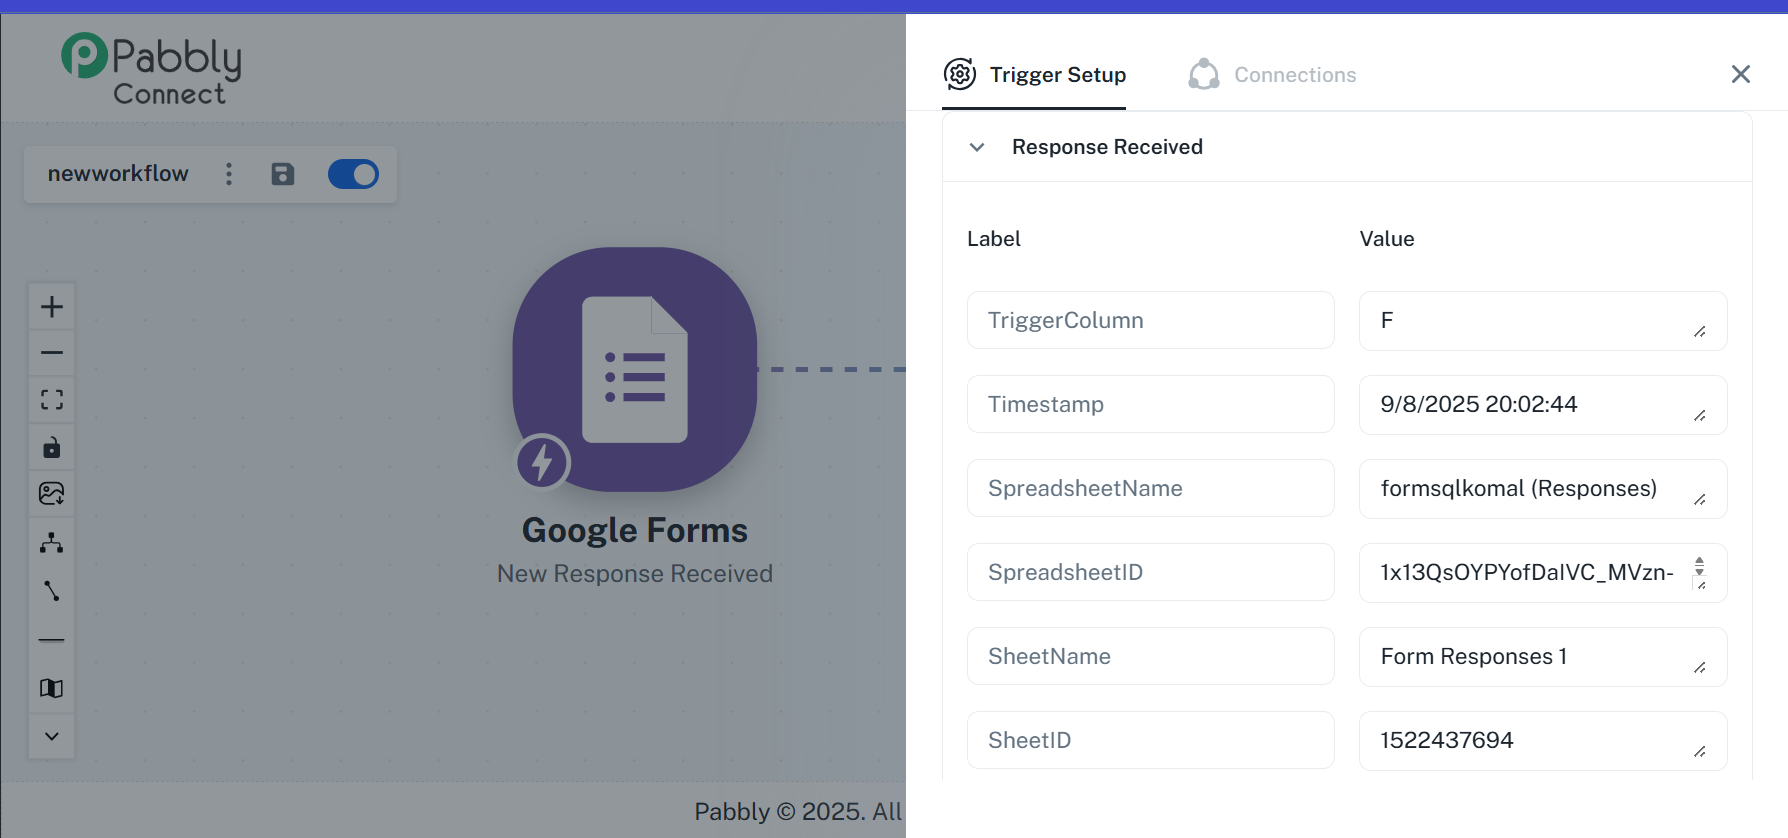 Pabbly
Connect
newworkflow
Google Forms
New Response Received
Pabbly © 2025. All
Trigger Setup
Connections
Response Received
Label Value
TriggerColumn F
Timestamp 9/8/2025 20:02:44
SpreadsheetName formsqlkomal (Responses)
SpreadsheetID 1x13QsOYPYofDaIVC_MVzn-
SheetName Form Responses 1
SheetID 1522437694